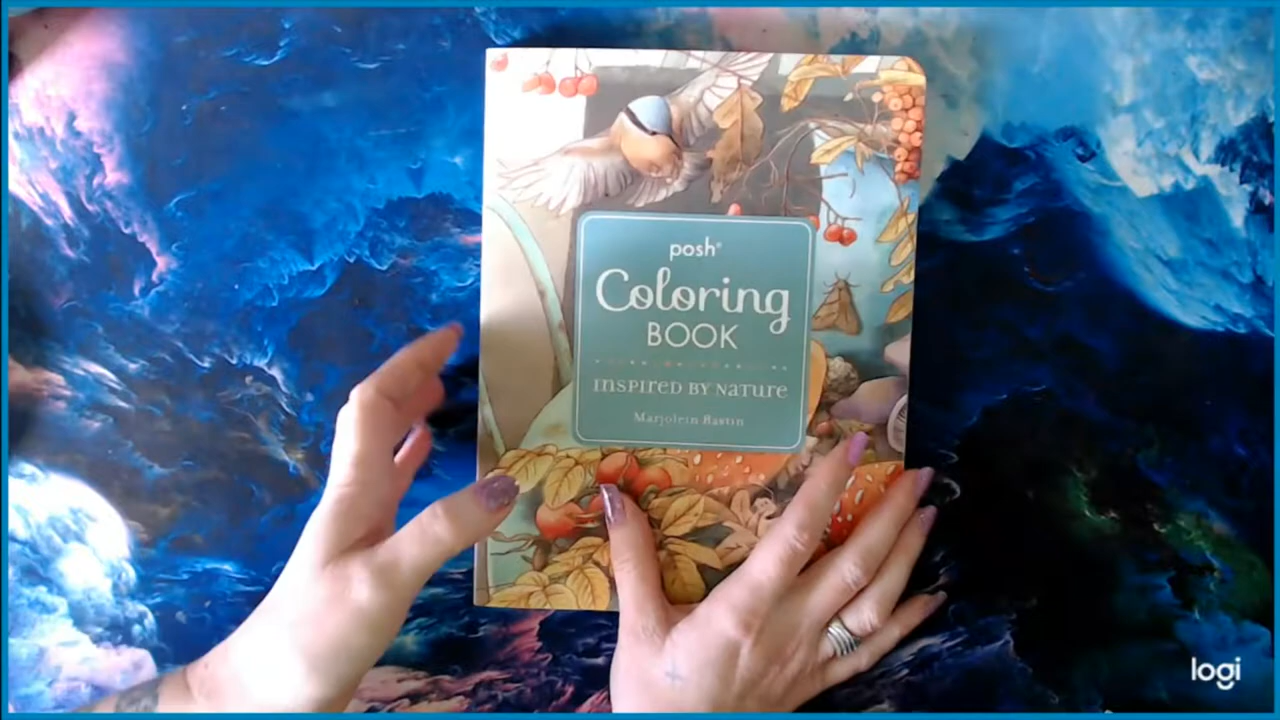 posh®
Coloring
BOOK
INSPIRED BY NATURE
Marjolein Bastin
logi